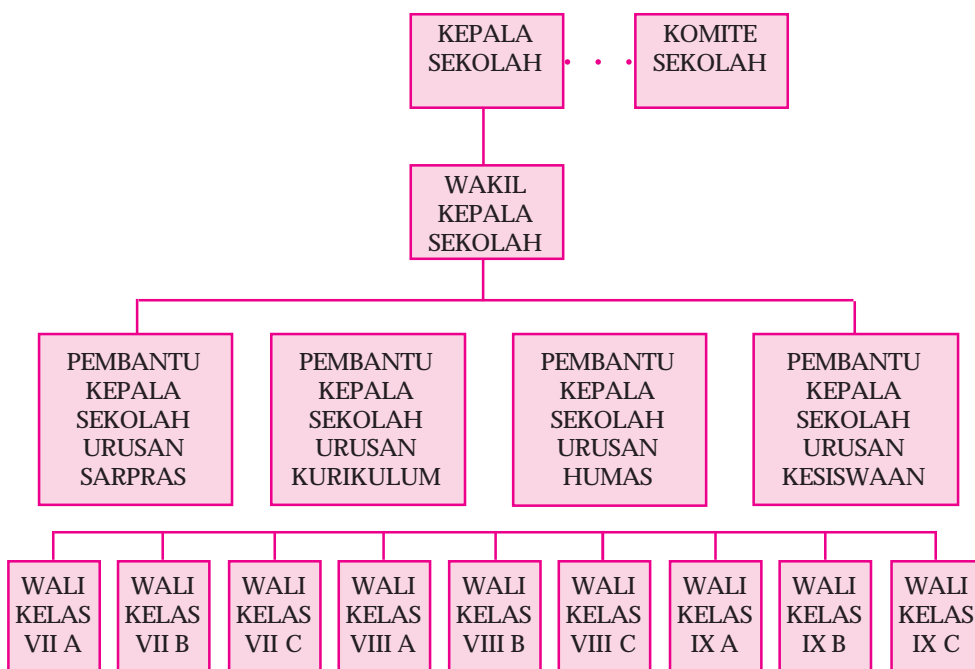 KEPALA
SEKOLAH
KOMITE
SEKOLAH
WAKIL
KEPALA
SEKOLAH
PEMBANTU
KEPALA
SEKOLAH
URUSAN
SARPRAS
PEMBANTU
KEPALA
SEKOLAH
URUSAN
KURIKULUM
PEMBANTU
KEPALA
SEKOLAH
URUSAN
HUMAS
PEMBANTU
KEPALA
SEKOLAH
URUSAN
KESISWAAN
WALI
KELAS
VII A
WALI
KELAS
VII B
WALI
KELAS
VII C
WALI
KELAS
VIII A
WALI
KELAS
VIII B
WALI
KELAS
VIII C
WALI
KELAS
IX A
WALI
KELAS
IX B
WALI
KELAS
IX C